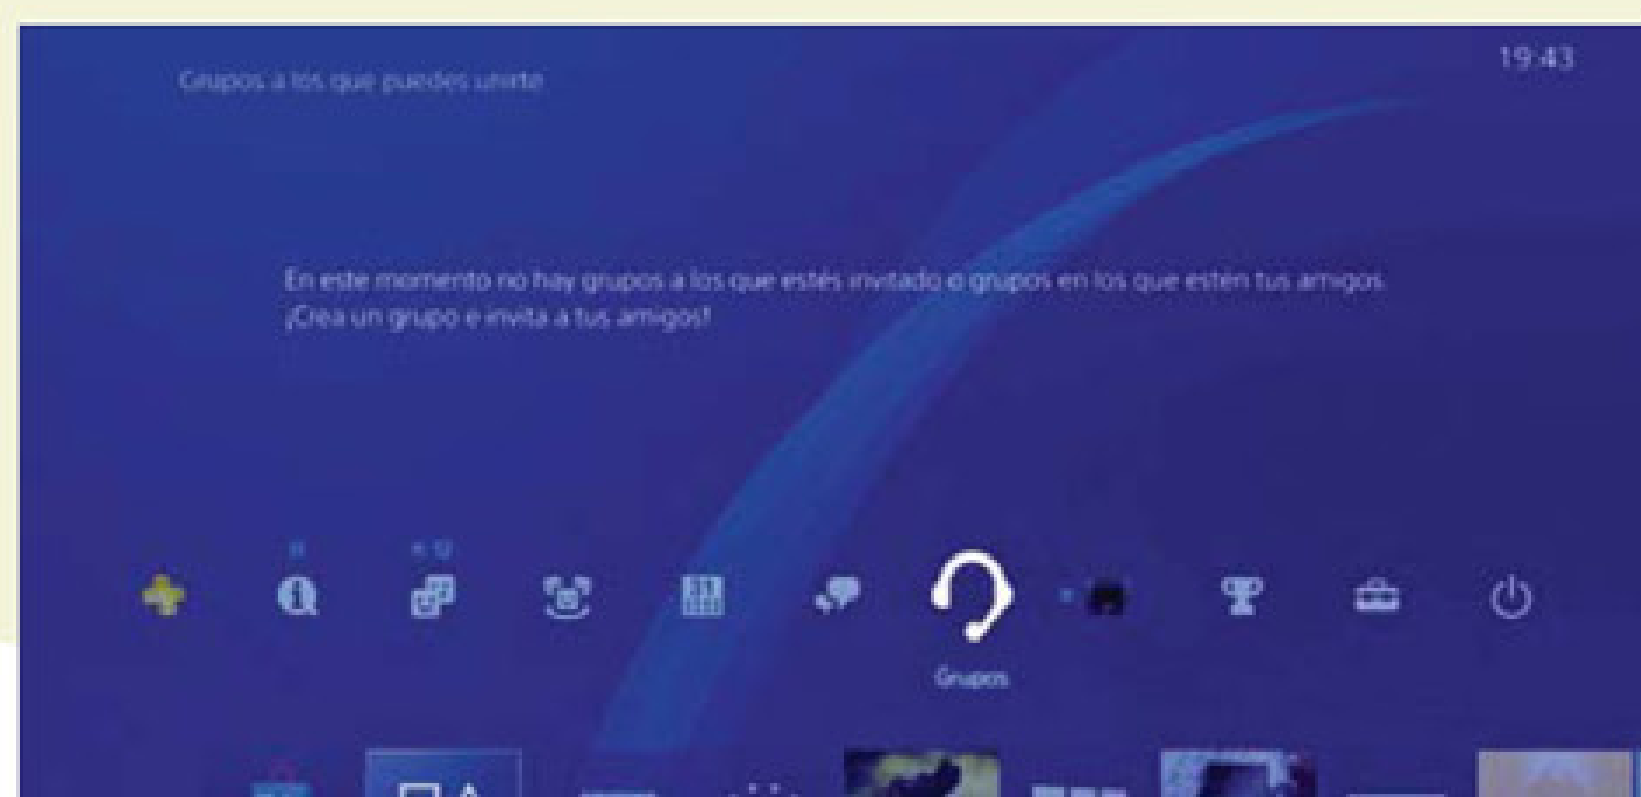 19:43
Grupos a los que puedes unirte
En este momento no hay grupos a los que estés invitado o grupos en los que estén tus amigos.
¡Crea un grupo e invita a tus amigos!
Grupos